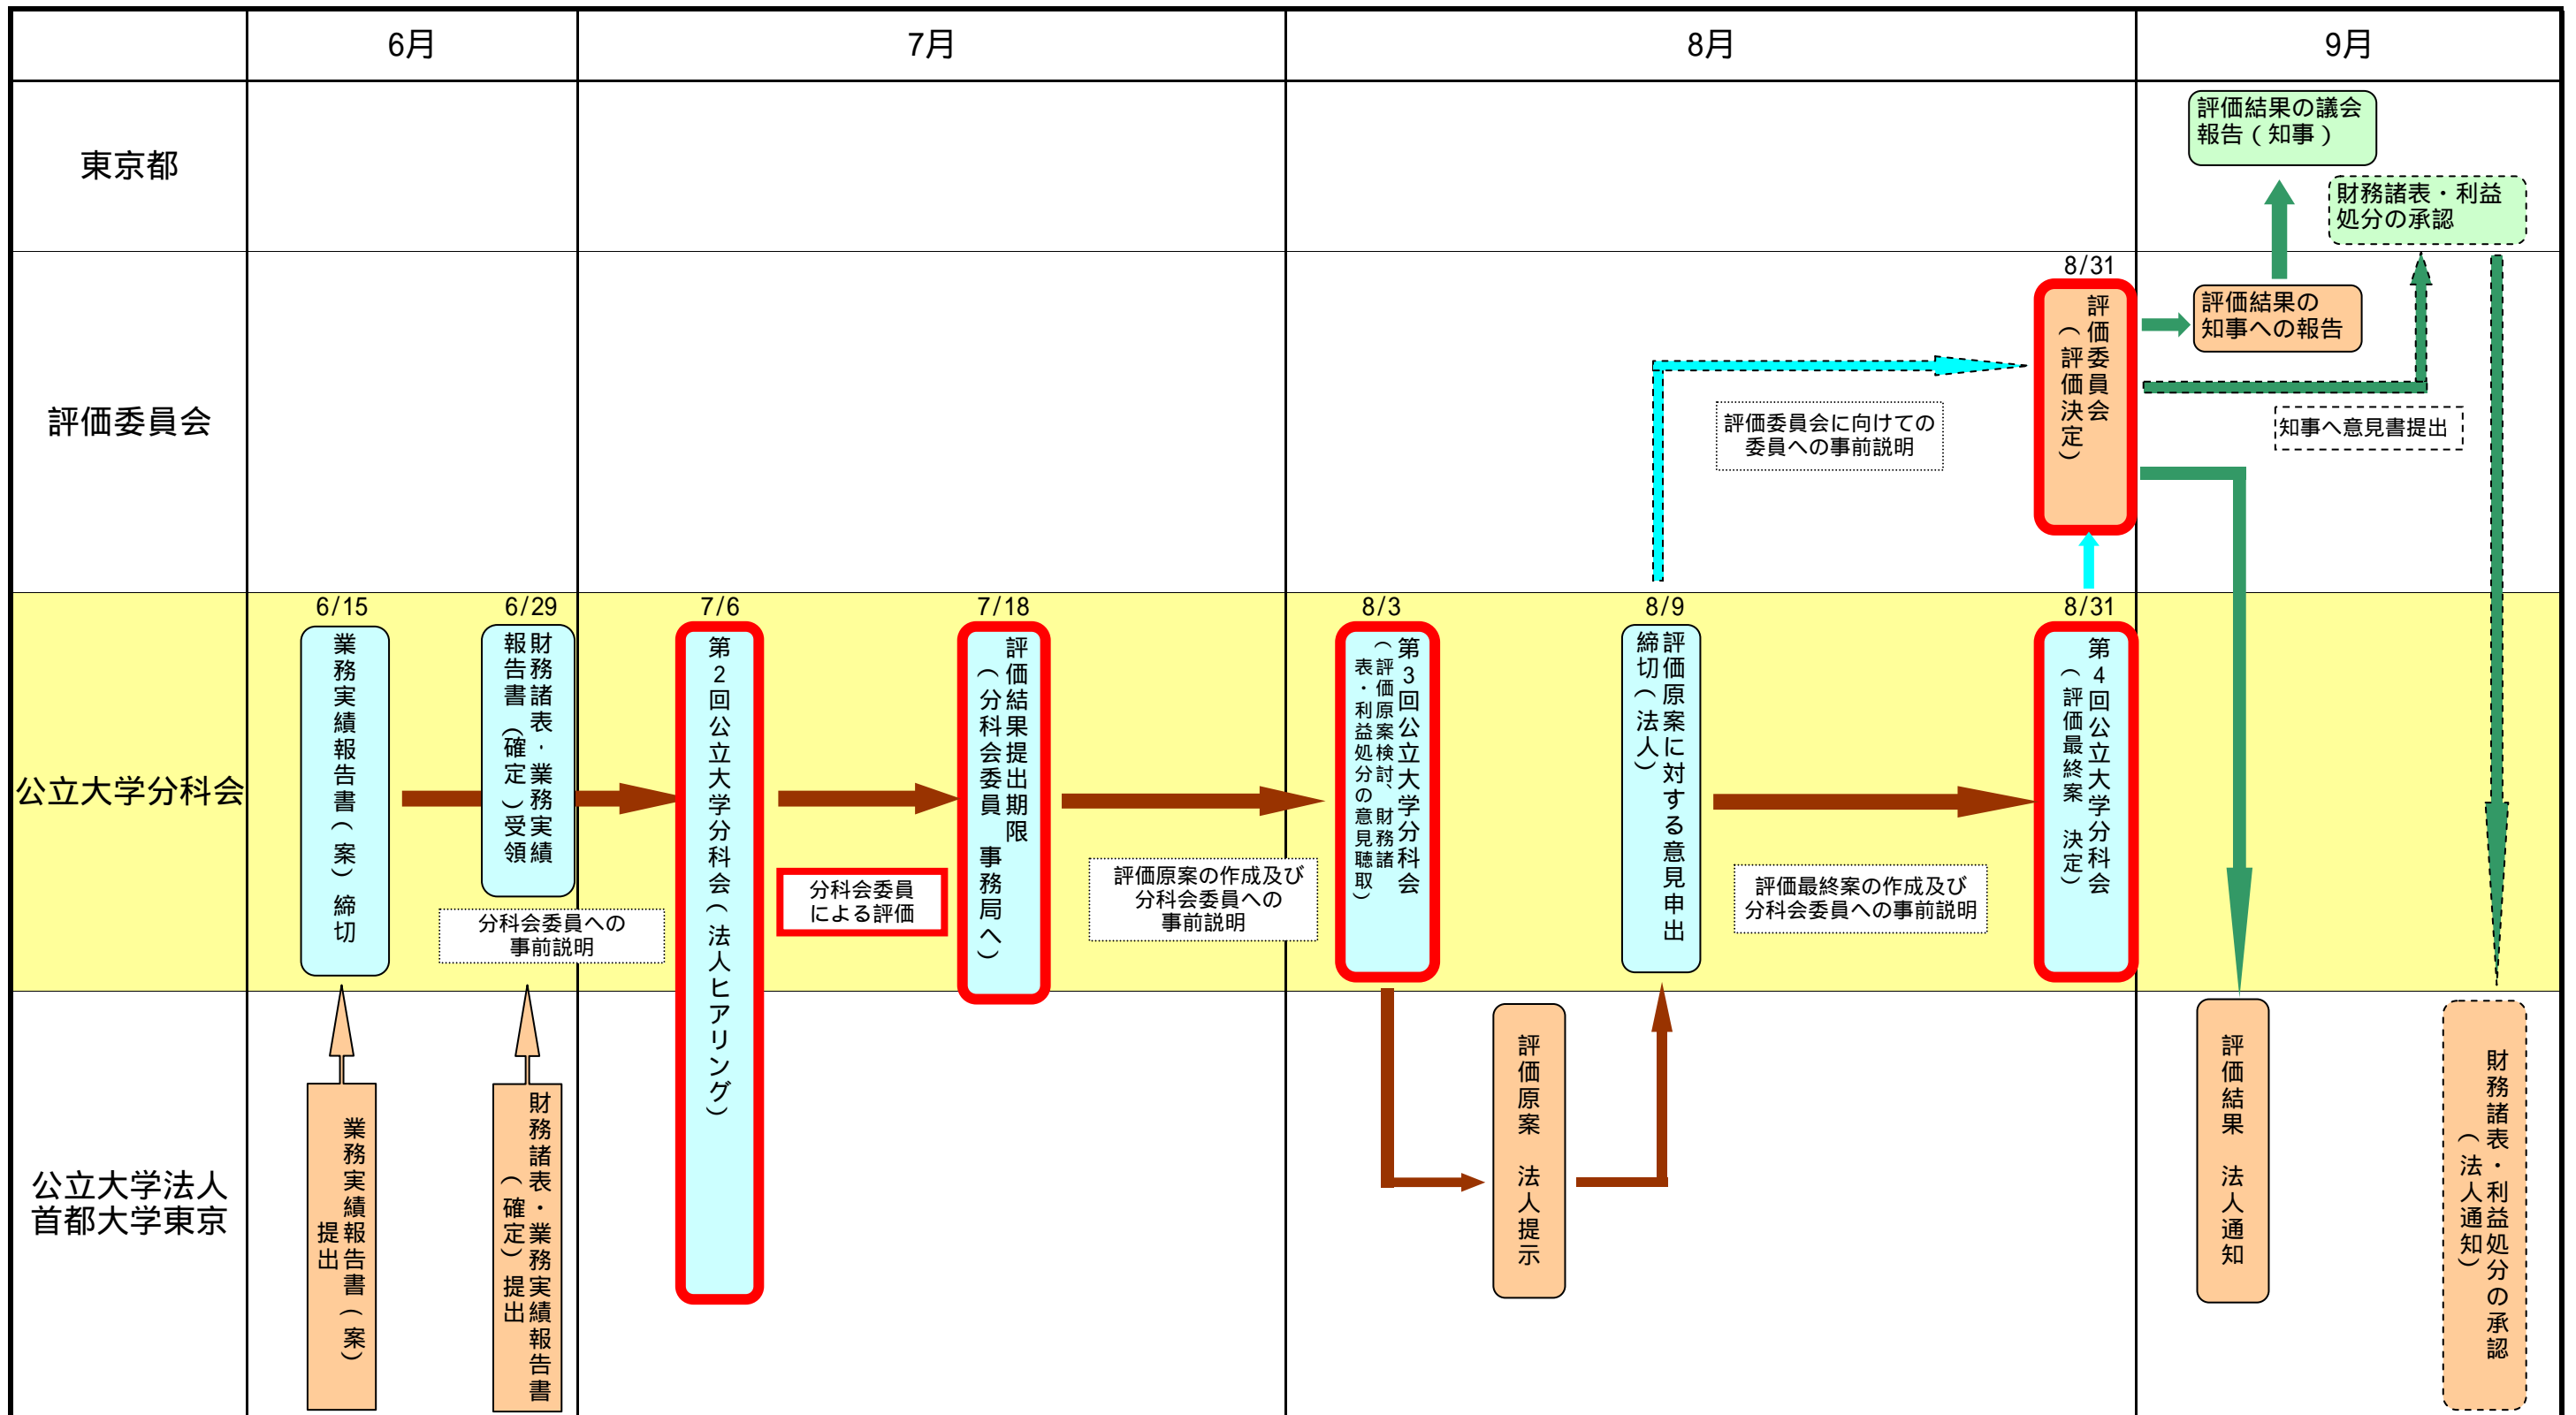 6月
7月
8月
9月
東京都
評価結果の議会
報告(知事)
財務諸表・利益
処分の承認
評価委員会
8/31
評価委員会
(評価決定)
評価結果の
知事への報告
評価委員会に向けての
委員への事前説明
知事へ意見書提出
公立大学分科会
6/15
業務実績報告書(案)締切
6/29
財務諸表・業務実績
報告書(確定)受領
分科会委員への
事前説明
7/6
第2回公立大学分科会(法人ヒアリング)
分科会委員
による評価
7/18
評価結果提出期限
(分科会委員 事務局へ)
評価原案の作成及び
分科会委員への
事前説明
8/3
第3回公立大学分科会
(評価原案検討、財務諸
表・利益処分の意見聴取)
8/9
評価原案に対する意見申出
締切(法人)
評価最終案の作成及び
分科会委員への事前説明
8/31
第4回公立大学分科会
(評価最終案 決定)
公立大学法人
首都大学東京
業務実績報告書(案)
提出
財務諸表・業務実績報告書
(確定)提出
評価原案 法人提示
評価結果 法人通知
財務諸表・利益処分の承認
(法人通知)